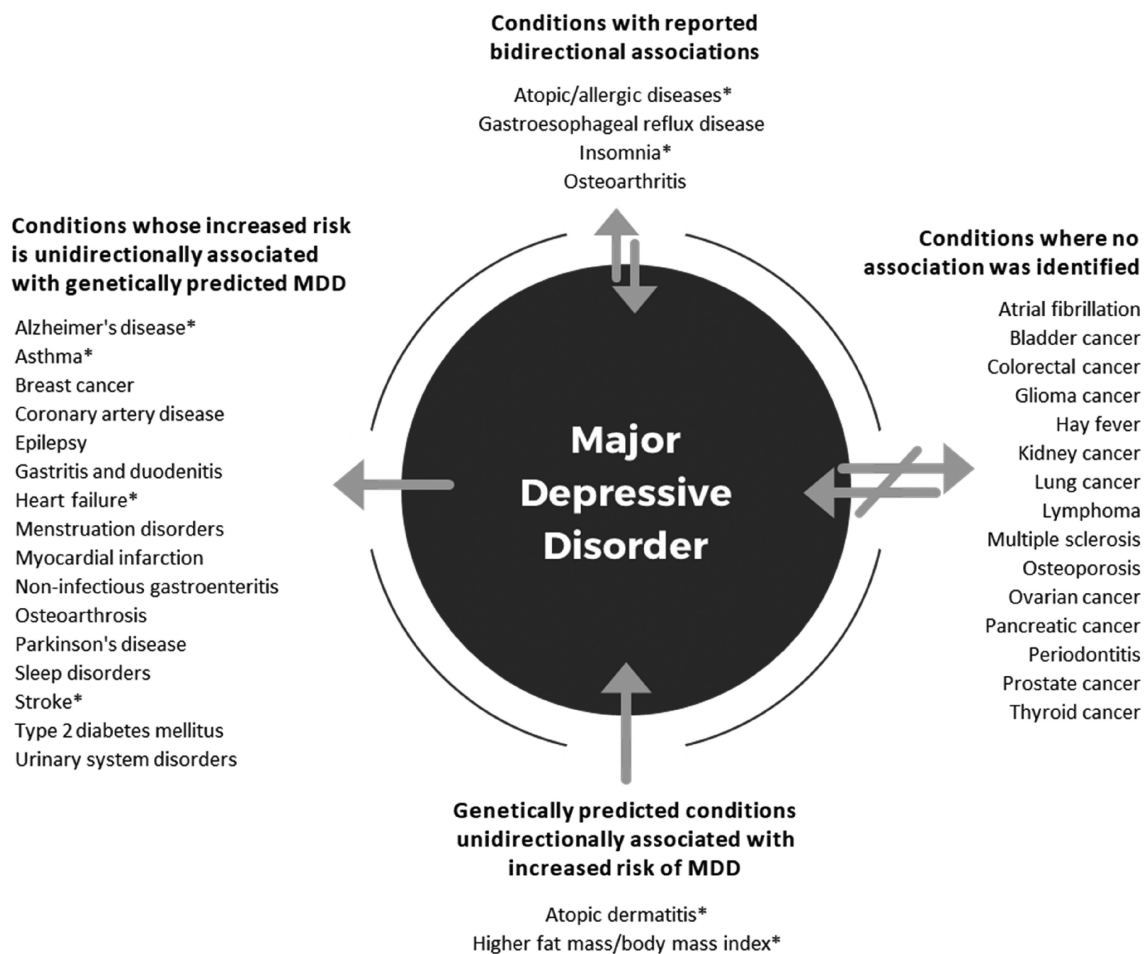 Conditions with reported
bidirectional associations
Atopic/allergic diseases*
Gastroesophageal reflux disease
Insomnia*
Osteoarthritis
Conditions whose increased risk
is unidirectionally associated
with genetically predicted MDD
Alzheimer's disease*
Asthma*
Breast cancer
Coronary artery disease
Epilepsy
Gastritis and duodenitis
Heart failure*
Menstruation disorders
Myocardial infarction
Non-infectious gastroenteritis
Osteoarthrosis
Parkinson's disease
Sleep disorders
Stroke*
Type 2 diabetes mellitus
Urinary system disorders
Major
Depressive
Disorder
Conditions where no
association was identified
Atrial fibrillation
Bladder cancer
Colorectal cancer
Glioma cancer
Hay fever
Kidney cancer
Lung cancer
Lymphoma
Multiple sclerosis
Osteoporosis
Ovarian cancer
Pancreatic cancer
Periodontitis
Prostate cancer
Thyroid cancer
Genetically predicted conditions
unidirectionally associated with
increased risk of MDD
Atopic dermatitis*
Higher fat mass/body mass index*